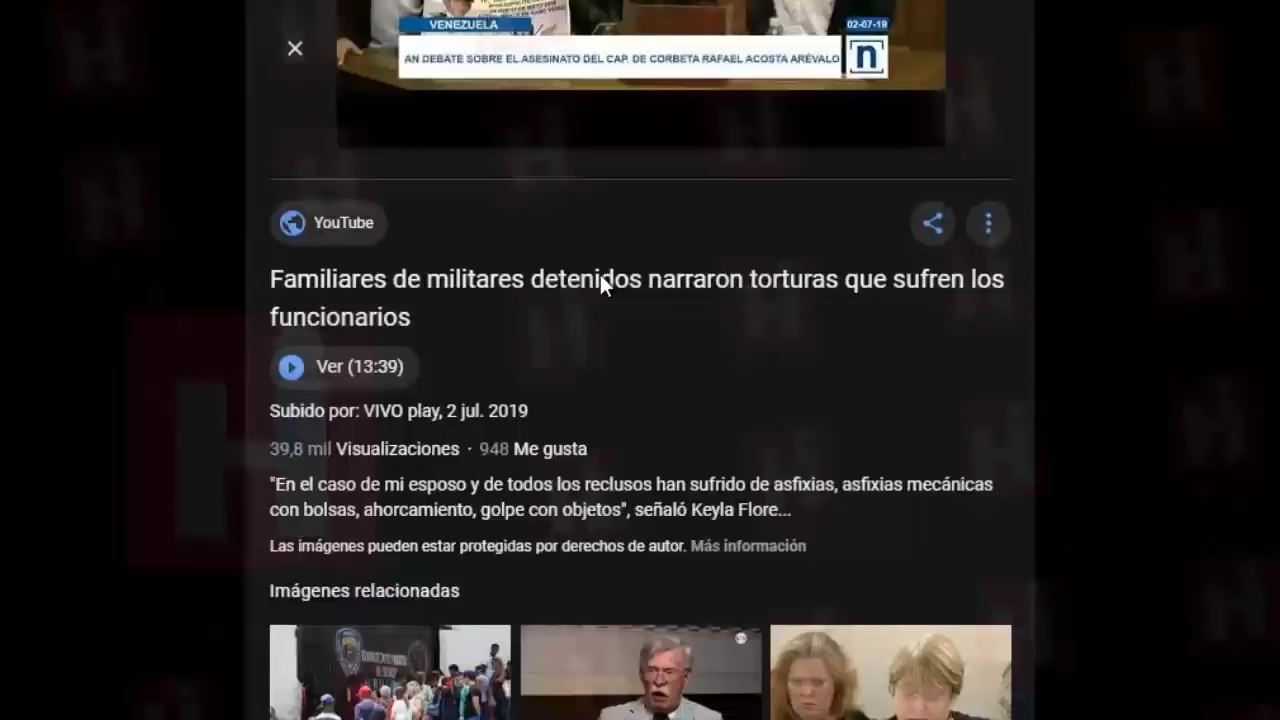 VENEZUELA
02-07-19
AN DEBATE SOBRE EL ASESINATO DEL CAP. DE CORBETA RAFAEL ACOSTA ARÉVALO
n
YouTube
Familiares de militares detenidos narraron torturas que sufren los
funcionarios
Ver (13:39)
Subido por: VIVO play, 2 jul. 2019
39,8 mil Visualizaciones · 948 Me gusta
"En el caso de mi esposo y de todos los reclusos han sufrido de asfixias, asfixias mecánicas
con bolsas, ahorcamiento, golpe con objetos", señaló Keyla Flore...
Las imágenes pueden estar protegidas por derechos de autor. Más información
Imágenes relacionadas